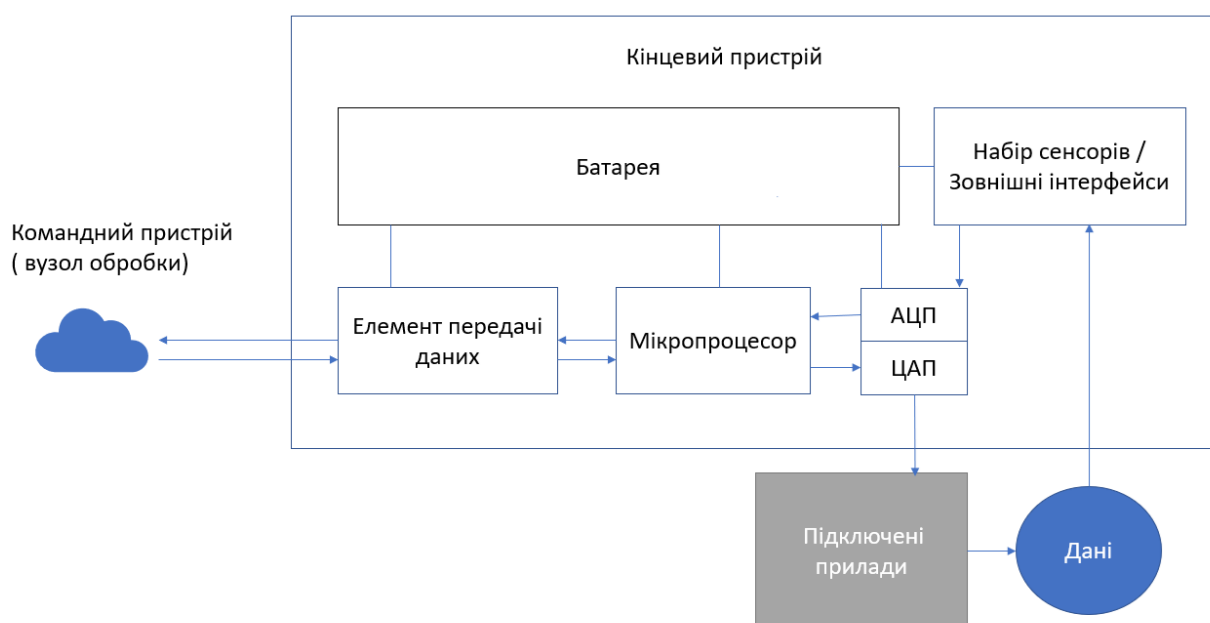 Кінцевий пристрій
Батарея
Набір сенсорів /
Зовнішні інтерфейси
Командний пристрій
( вузол обробки)
Елемент передачі
даних
Мікропроцесор
АЦП
ЦАП
Підключені
прилади
Дані